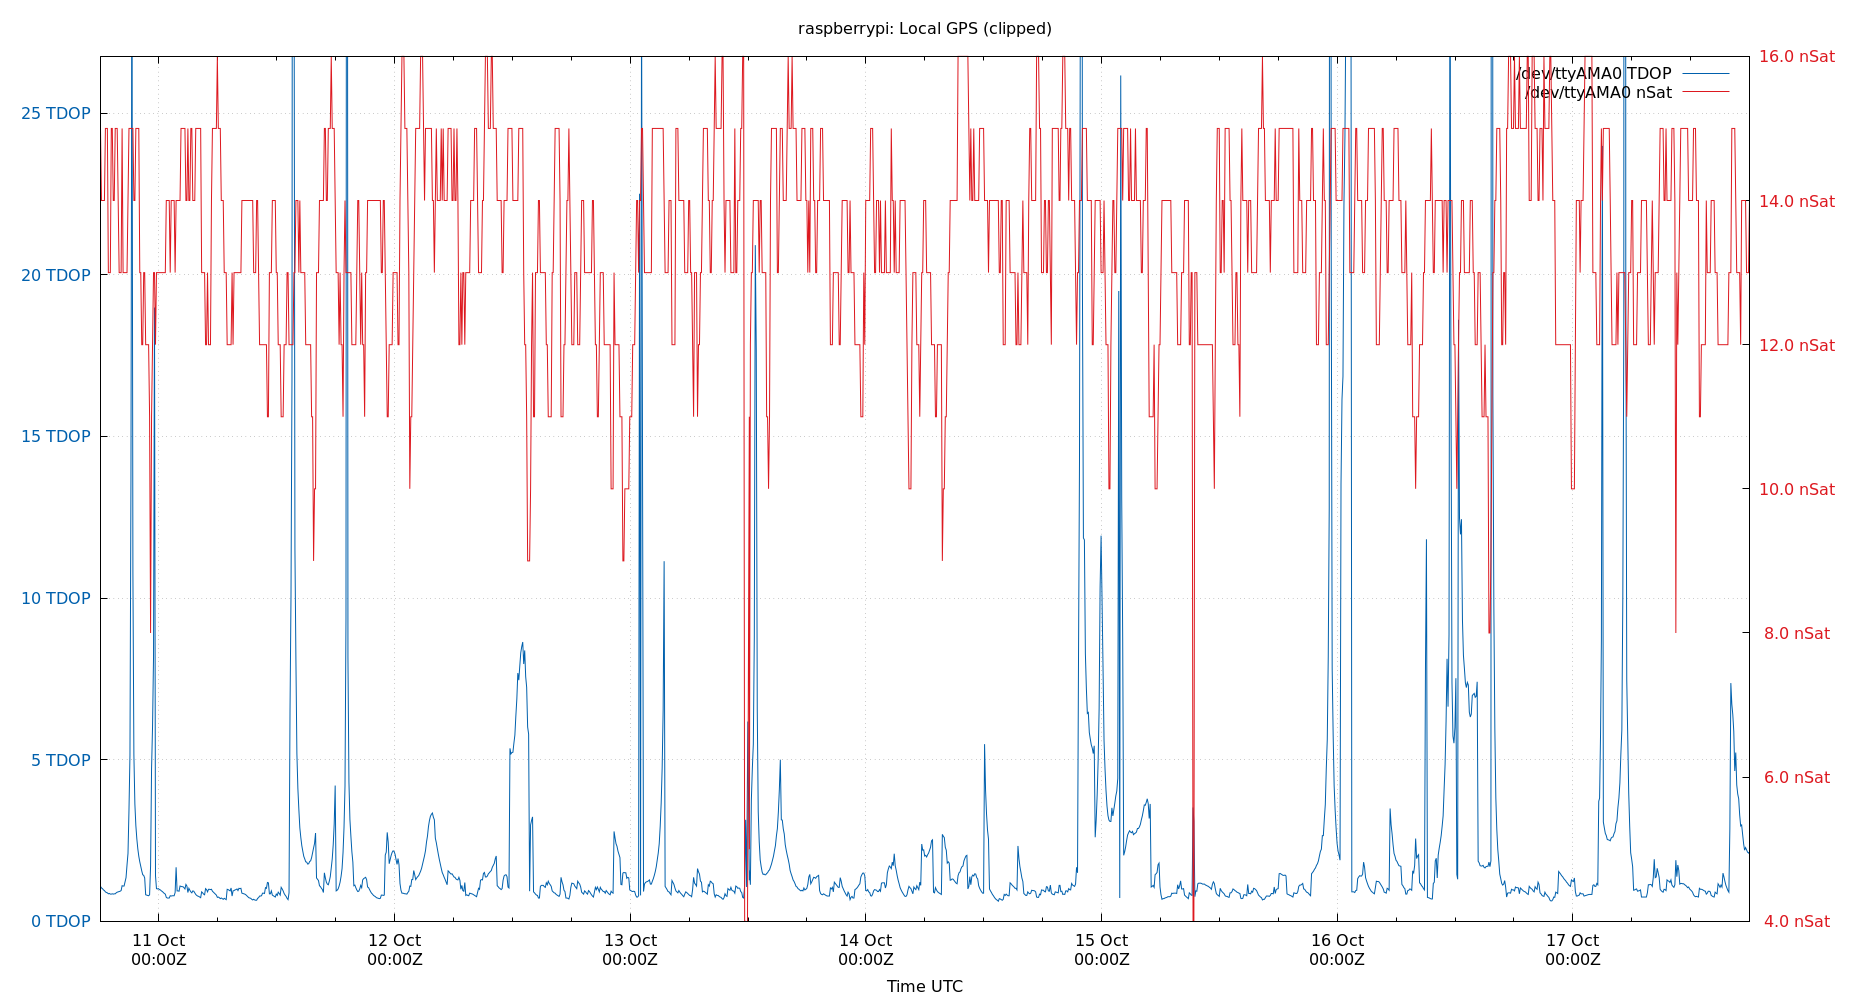 raspberrypi: Local GPS (clipped)
/dev/ttyAMA0 TDOP
/dev/ttyAMA0 nSat
25 TDOP
20 TDOP
15 TDOP
10 TDOP
5 TDOP
0 TDOP
16.0 nSat
14.0 nSat
12.0 nSat
10.0 nSat
8.0 nSat
6.0 nSat
4.0 nSat
11 Oct 12 Oct 13 Oct 14 Oct 15 Oct 16 Oct 17 Oct
00:00Z 00:00Z 00:00Z 00:00Z 00:00Z 00:00Z 00:00Z
Time UTC